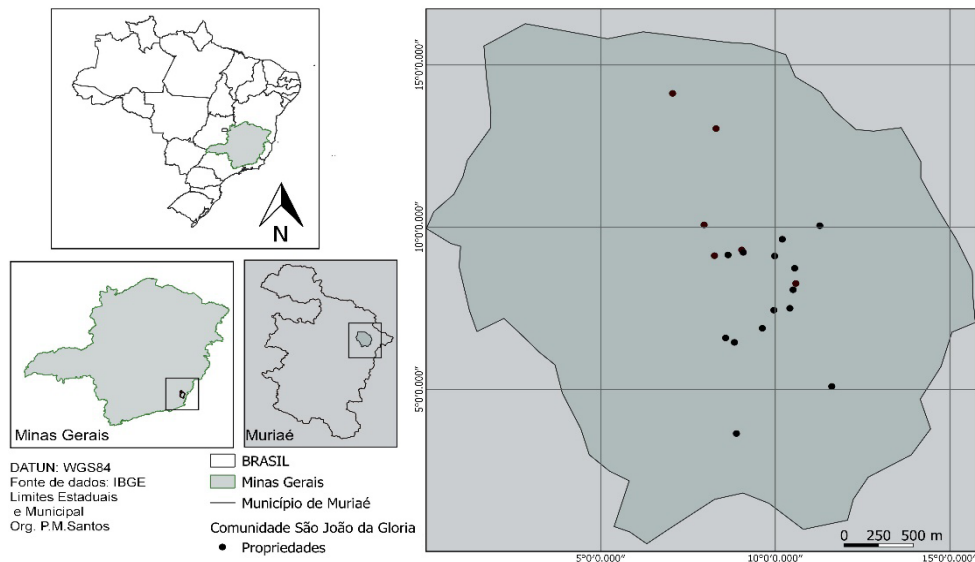 N
Minas Gerais
Muriaé
DATUN: WGS84
Fonte de dados: IBGE
Limites Estaduais
e Municipal
Org. P.M.Santos
BRASIL
Minas Gerais
Município de Muriaé
Comunidade São João da Gloria
Propriedades
15°0'0.000"
10°0'0.000"
5°0'0.000"
0 250 500 m
5°0'0.000" 10°0'0.000" 15°0'0.000"